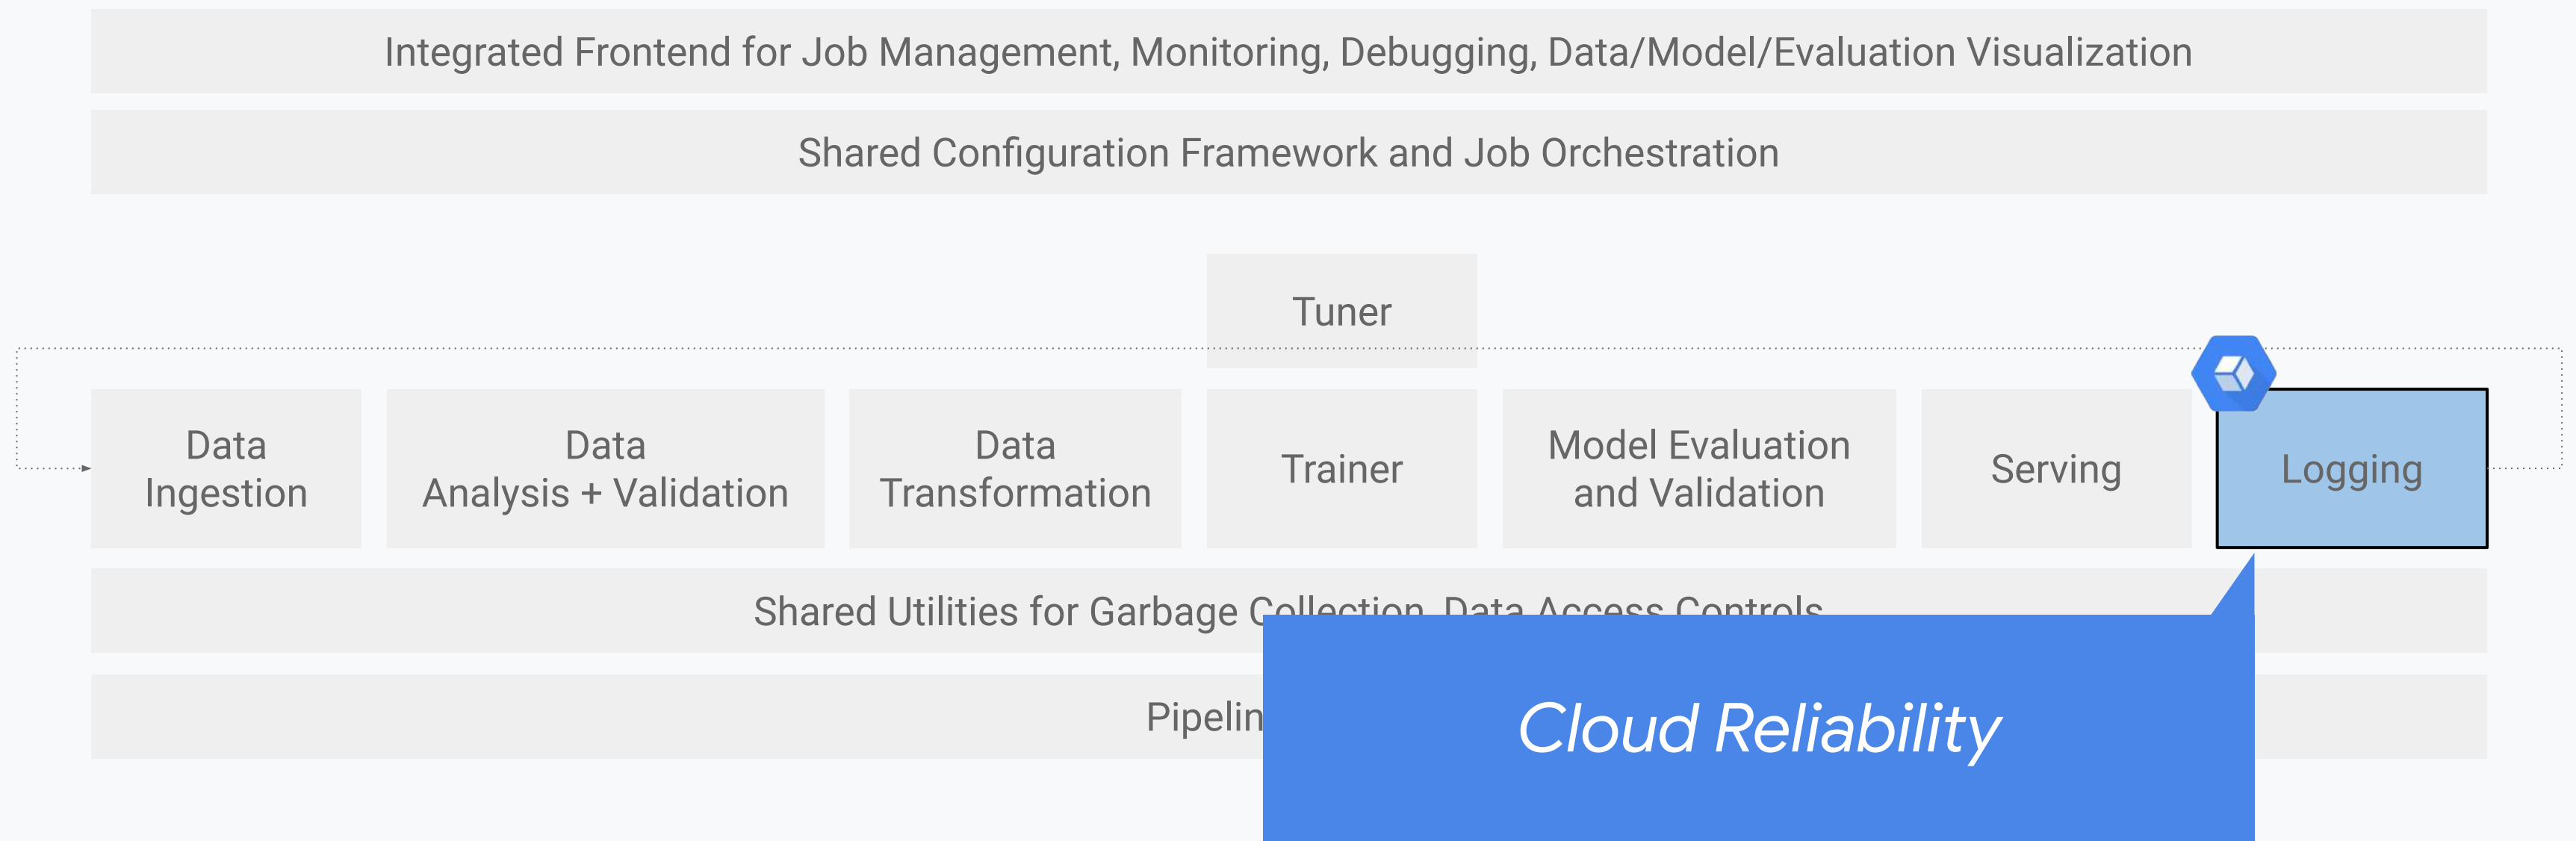 Integrated Frontend for Job Management, Monitoring, Debugging, Data/Model/Evaluation Visualization
Shared Configuration Framework and Job Orchestration
Tuner
Data
Ingestion
Data
Analysis + Validation
Data
Transformation
Trainer
Model Evaluation
and Validation
Serving
Logging
Shared Utilities for Garbage Collection, Data Access Controls
Cloud Reliability